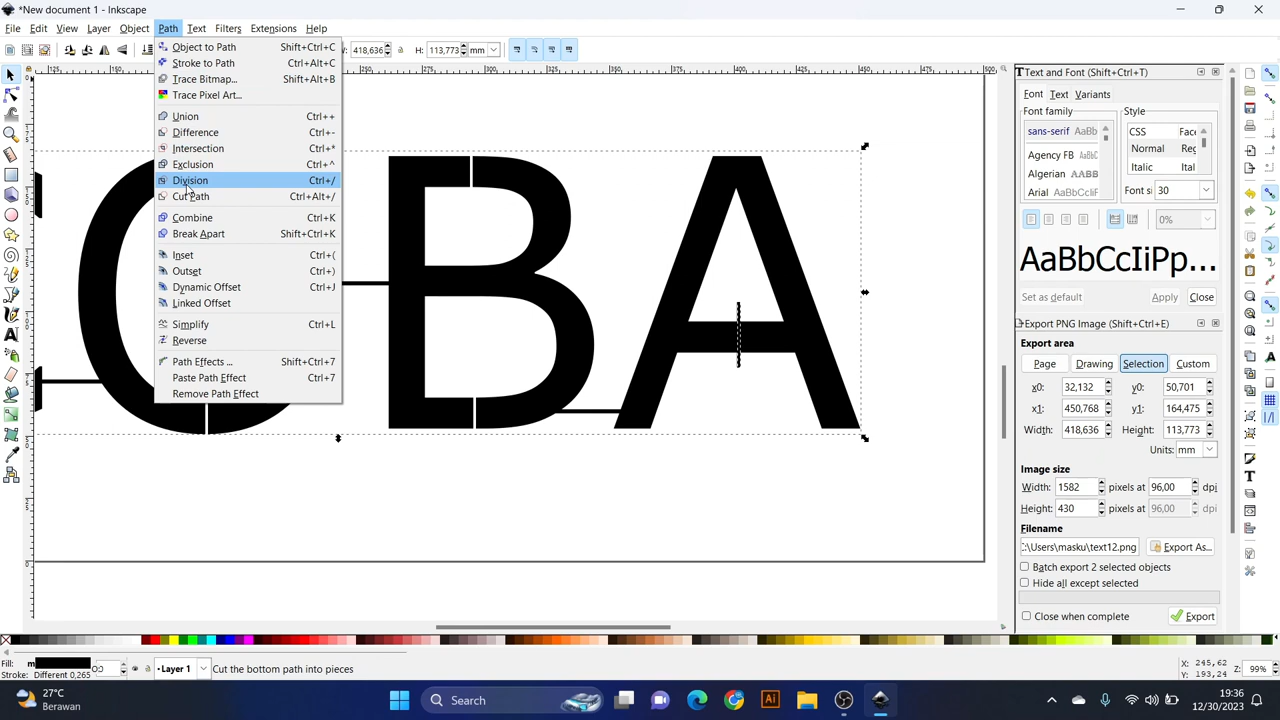 *New document 1 - Inkscape
File Edit View Layer Object Path Text Filters Extensions Help
418,636 H: 113,773 mm
Object to Path Shift+Ctrl+C
Stroke to Path Ctrl+Alt+C
Trace Bitmap... Shift+Alt+B
Trace Pixel Art...
Union Ctrl++
Difference Ctrl+-
Intersection Ctrl+*
Exclusion Ctrl+^
Division Ctrl+/
Cut Path Ctrl+Alt+/
Combine Ctrl+K
Break Apart Shift+Ctrl+K
Inset Ctrl+(
Outset Ctrl+)
Dynamic Offset Ctrl+J
Linked Offset
Simplify Ctrl+L
Reverse
Path Effects ... Shift+Ctrl+7
Paste Path Effect Ctrl+7
Remove Path Effect
BA
Text and Font (Shift+Ctrl+T)
Font Text Variants
Font family Style
sans-serif AaBb CSS Face
Agency FB AaBbC Normal Reg
Algerian AABB Italic Ital
Arial AaBbCcIiF Font si 30
0%
AaBbCcIiPp...
Set as default Apply Close
Export PNG Image (Shift+Ctrl+E)
Export area
Page Drawing Selection Custom
x0: 32,132 y0: 50,701
x1: 450,768 y1: 164,475
Width: 418,636 Height: 113,773
Units: mm
Image size
Width: 1582 pixels at 96,00 dpi
Height: 430 pixels at 96,00 dpi
Filename
:\Users\masku\text12.png Export As...
Batch export 2 selected objects
Hide all except selected
Close when complete Export
Fill: m
Stroke: Different 0,265
Layer 1 Cut the bottom path into pieces
X: 245,62
Y: 193,24
Z: 99%
27°C
Berawan
Search
19:36
12/30/2023